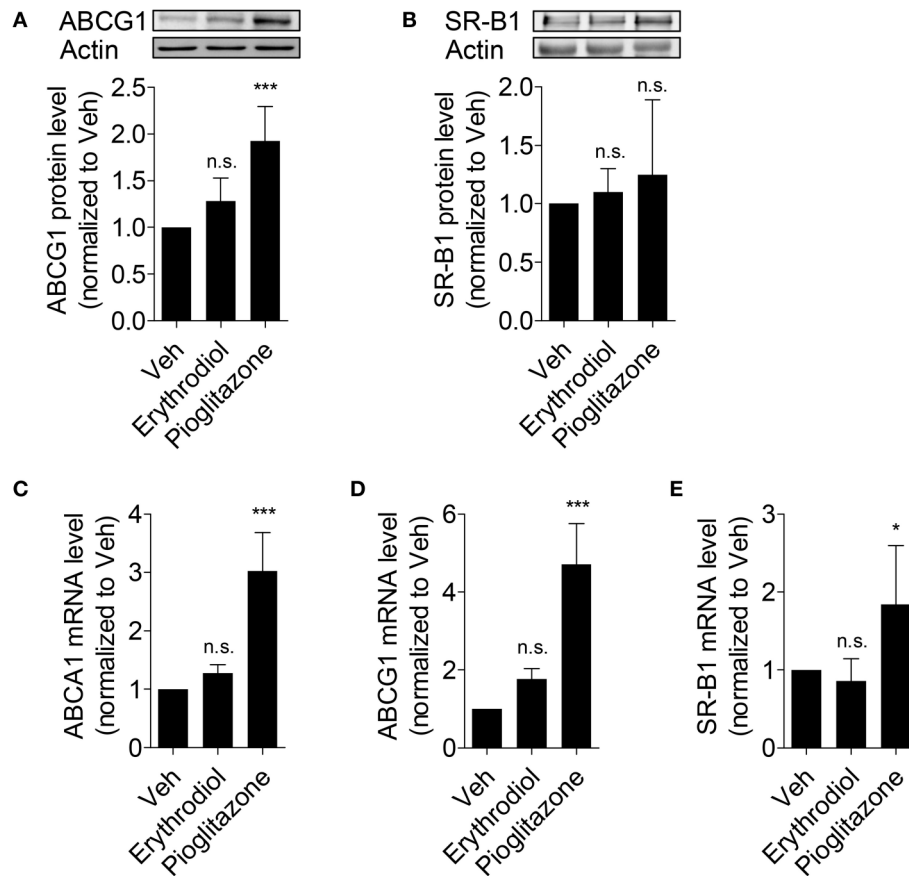 A
ABCG1
Actin
ABCG1 protein level
(normalized to Veh)
2.5
2.0
1.5
1.0
0.5
0.0
n.s.
***
Veh
Erythrodiol
Pioglitazone
B
SR-B1
Actin
SR-B1 protein level
(normalized to Veh)
2.0
1.5
1.0
0.5
0.0
n.s.
n.s.
Veh
Erythrodiol
Pioglitazone
C
ABCA1 mRNA level
(normalized to Veh)
4
3
2
1
0
n.s.
***
Veh
Erythrodiol
Pioglitazone
D
ABCG1 mRNA level
(normalized to Veh)
6
4
2
0
n.s.
***
Veh
Erythrodiol
Pioglitazone
E
SR-B1 mRNA level
(normalized to Veh)
3
2
1
0
n.s.
*
Veh
Erythrodiol
Pioglitazone